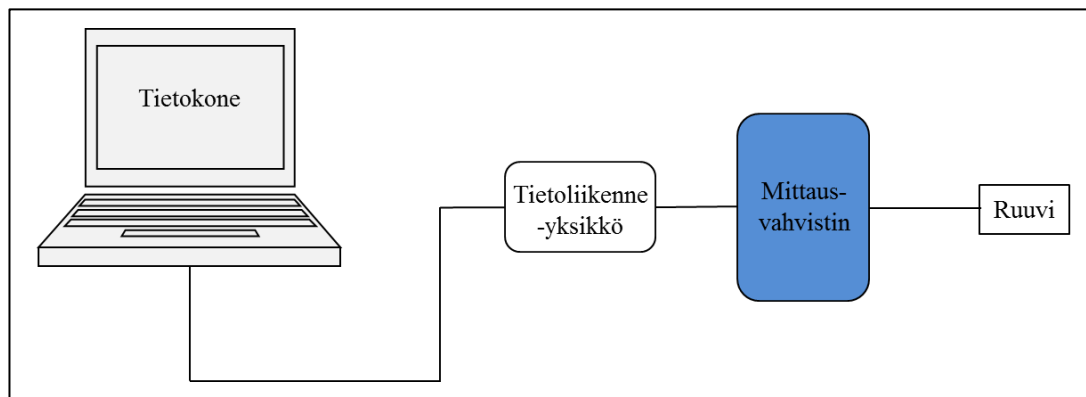 Tietokone
Tietoliikenne
-yksikkö
Mittaus-
vahvistin
Ruuvi